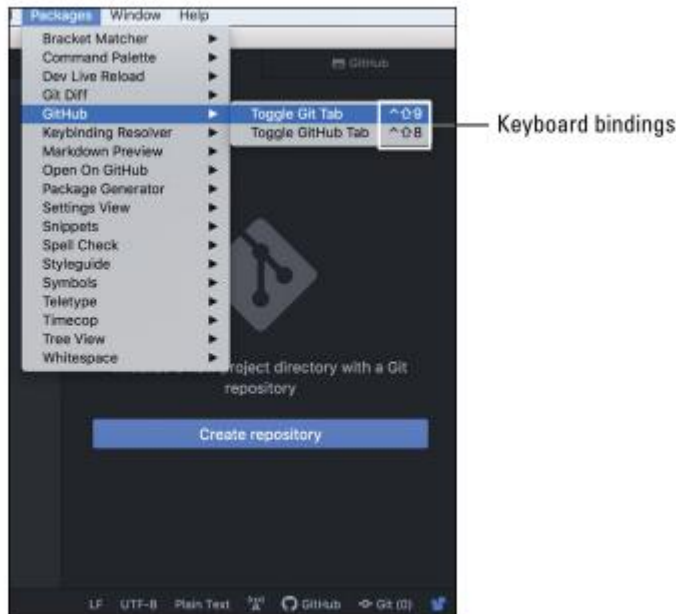 Packages Window Help
Bracket Matcher
Command Palette
Dev Live Reload
Git Diff
GitHub
Keybinding Resolver
Markdown Preview
Open On GitHub
Package Generator
Settings View
Snippets
Spell Check
Styleguide
Symbols
Teletype
Timecop
Tree View
Whitespace
GitHub
Toggle Git Tab ^⇧9
Toggle GitHub Tab ^⇧8
Keyboard bindings
project directory with a Git
repository
Create repository
LF UTF-8 Plain Text GitHub Git (0)